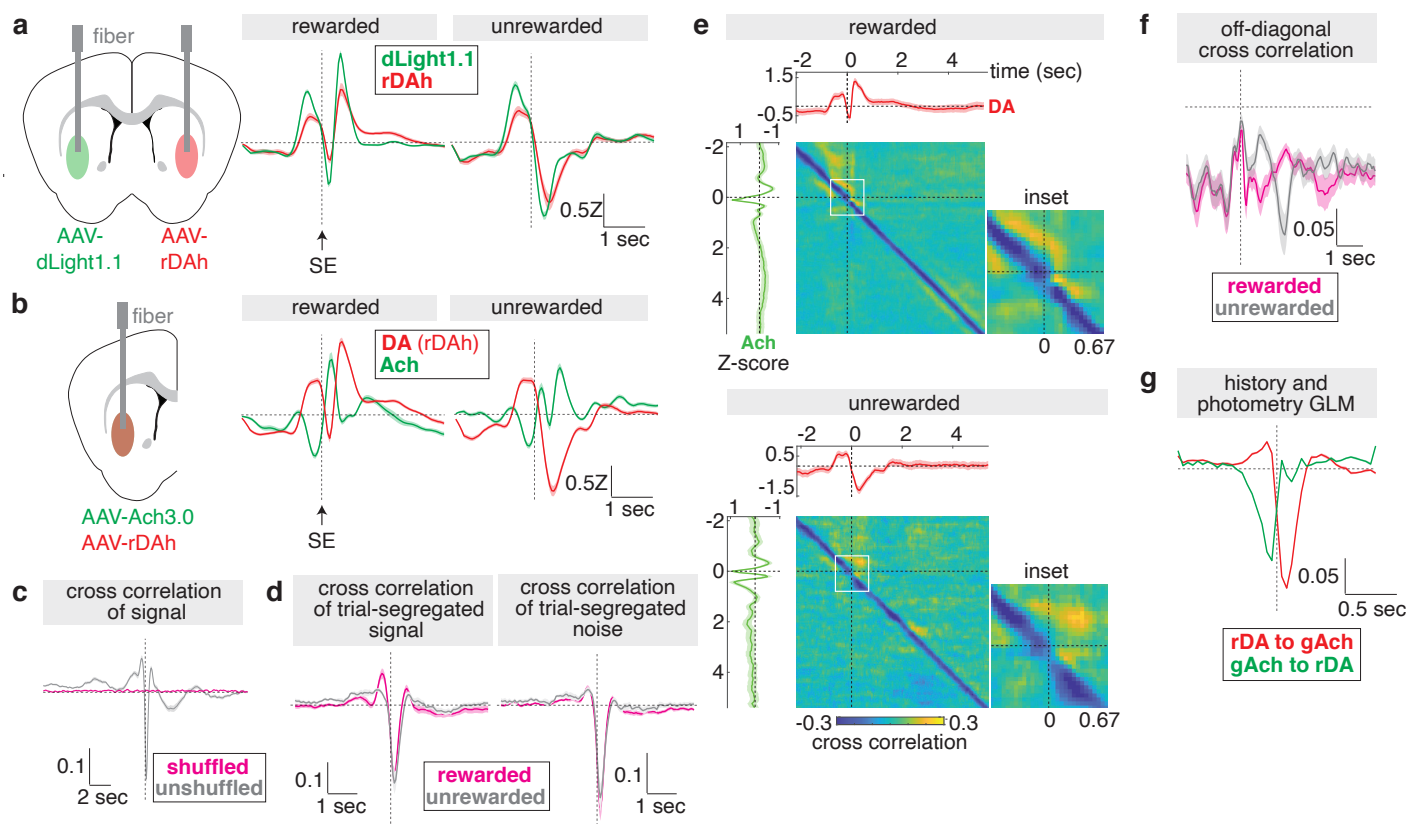 a
fiber
AAV-
dLight1.1
AAV-
rDAh
rewarded
unrewarded
dLight1.1
rDAh
SE
0.5Z
1 sec
b
fiber
AAV-Ach3.0
AAV-rDAh
rewarded
unrewarded
DA (rDAh)
Ach
SE
0.5Z
1 sec
c
cross correlation
of signal
0.1
2 sec
shuffled
unshuffled
d
cross correlation
of trial-segregated
signal
cross correlation
of trial-segregated
noise
0.1
1 sec
rewarded
unrewarded
0.1
1 sec
e
rewarded
-2 0 2 4
time (sec)
1.5
-0.5
DA
1 -1
-2
0
2
4
Ach
Z-score
inset
0 0.67
unrewarded
-2 0 2 4
0.5
-1.5
1 -1
-2
0
2
4
inset
0 0.67
-0.3 0.3
cross correlation
f
off-diagonal
cross correlation
0.05
1 sec
rewarded
unrewarded
g
history and
photometry GLM
0.05
0.5 sec
rDA to gAch
gAch to rDA